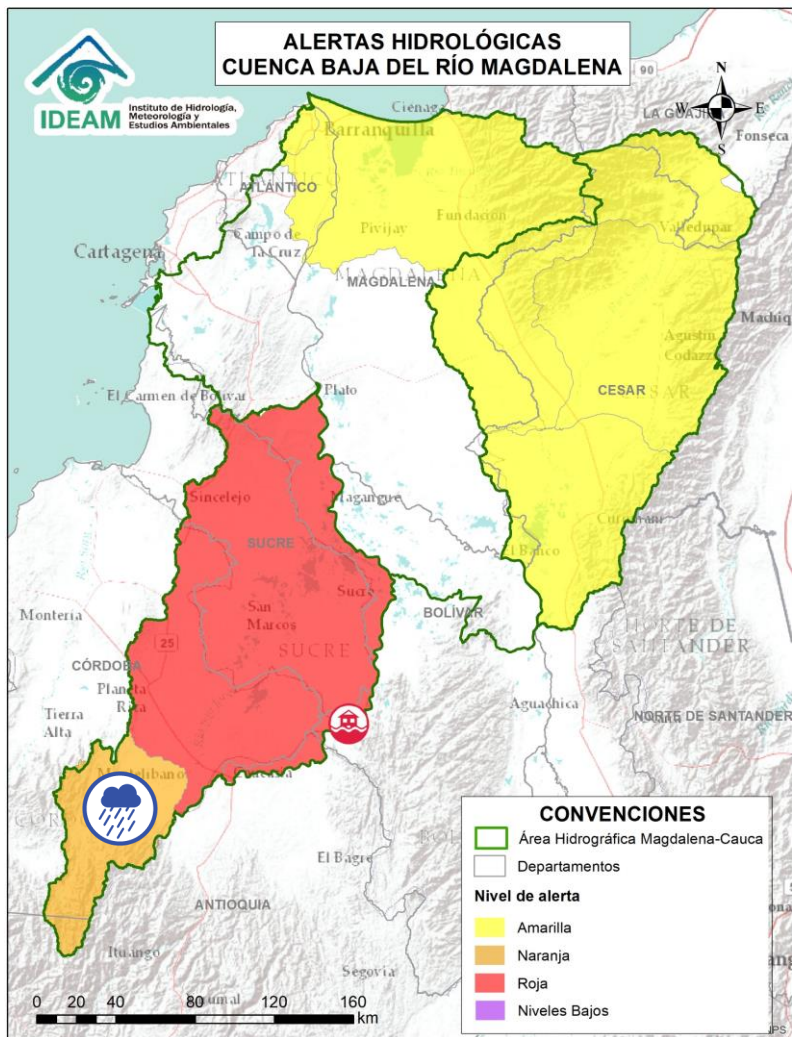 ALERTAS HIDROLÓGICAS
CUENCA BAJA DEL RÍO MAGDALENA
IDEAM
Instituto de Hidrología,
Meteorología y
Estudios Ambientales
N
W
E
S
90
Ciénaga
LA GUAJIRA
Barranquilla
Fonseca
ATLÁNTICO
Pivijay
Fundación
Valledupar
Cartagena
Campo de
la Cruz
MAGDALENA
MAGDALENA
Agustín
Codazzi
CESAR
El Carmen de Bolívar
Plato
Sincelejo
Magangué
SUCRE
Curumaní
El Banco
Sucre
San
Marcos
BOLÍVAR
Montería
25
SUCRE
NORTE DE
SANTANDER
CÓRDOBA
Planeta
Rica
Aguachica
NORTE DE SANTANDER
Tierra
Alta
Montelíbano
El Bagre
ANTIOQUIA
Ituango
Segovia
CONVENCIONES
Área Hidrográfica Magdalena-Cauca
Departamentos
Nivel de alerta
Amarilla
Naranja
Roja
Niveles Bajos
0 20 40 80 120 160
km